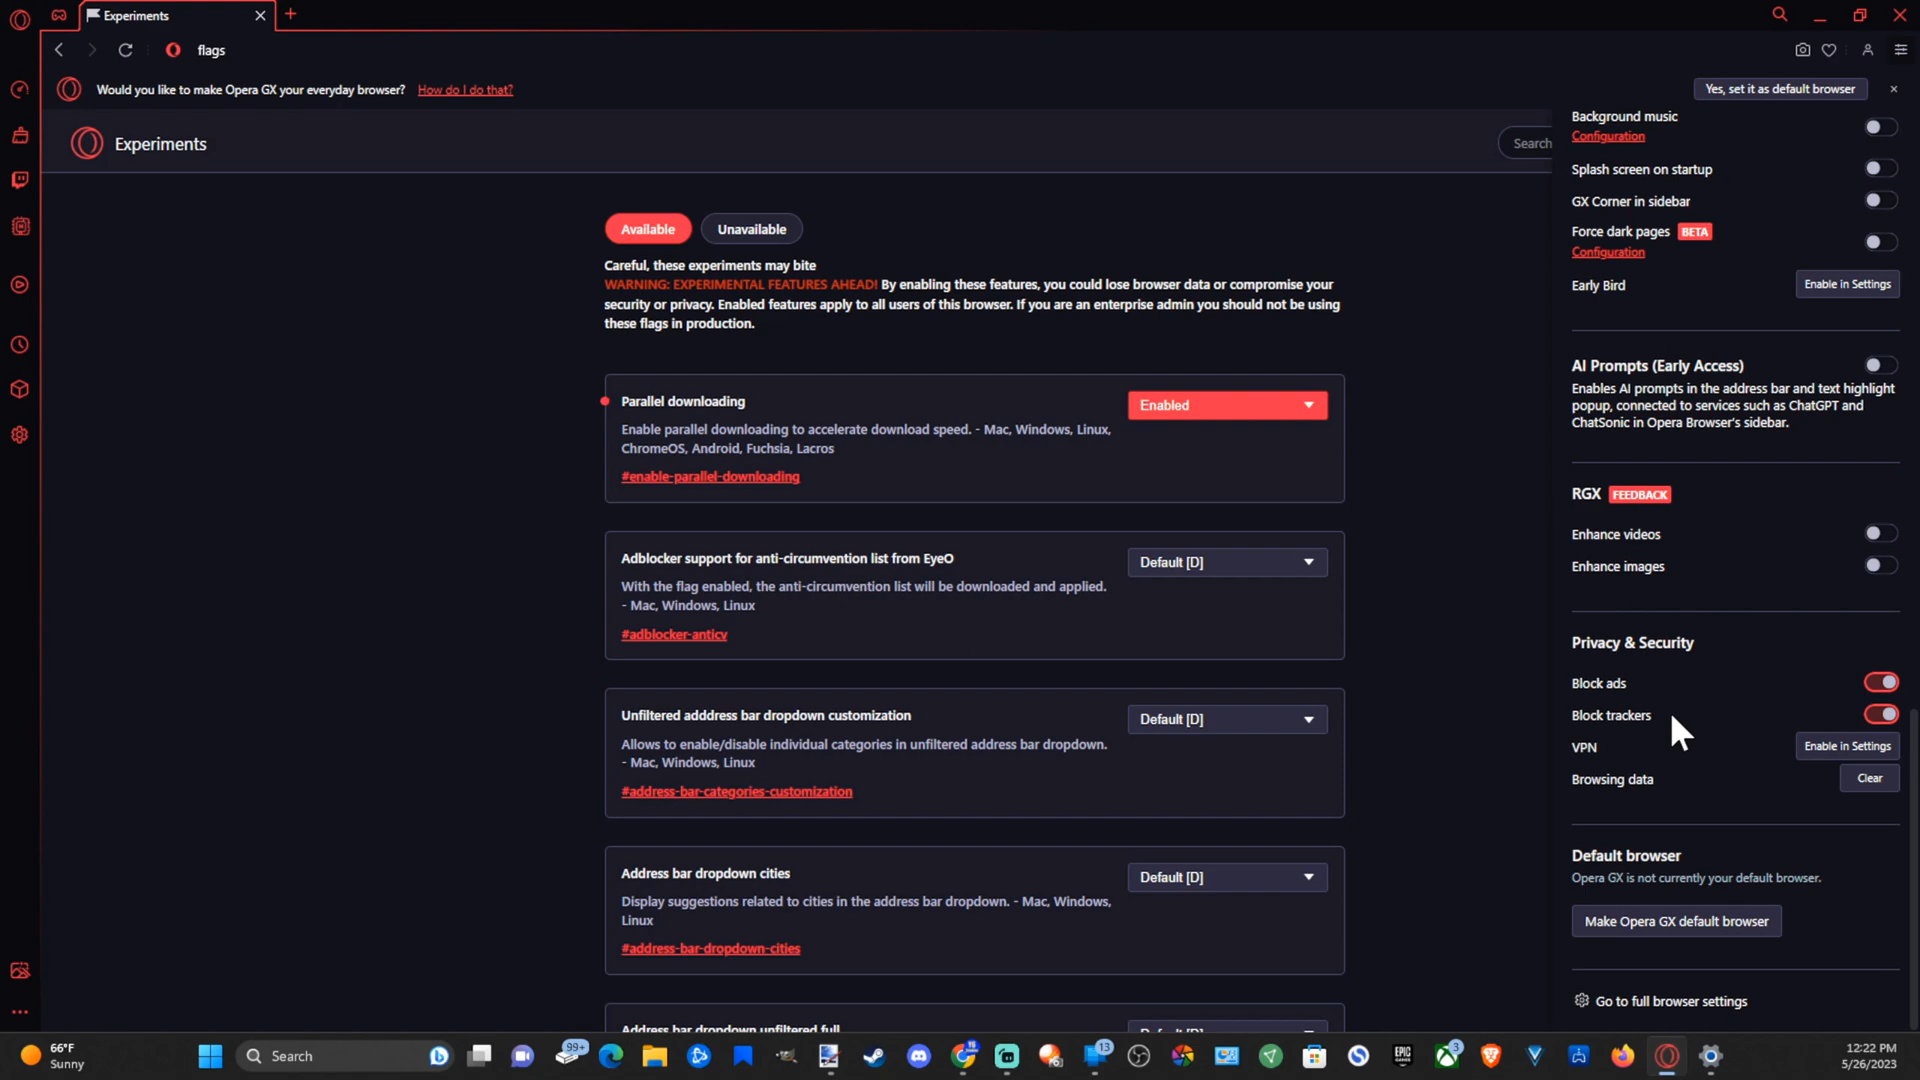 Experiments
flags
Would you like to make Opera GX your everyday browser? How do I do that?
Yes, set it as default browser
Experiments
Search
Available
Unavailable
Careful, these experiments may bite
WARNING: EXPERIMENTAL FEATURES AHEAD! By enabling these features, you could lose browser data or compromise your
security or privacy. Enabled features apply to all users of this browser. If you are an enterprise admin you should not be using
these flags in production.
Parallel downloading
Enabled
Enable parallel downloading to accelerate download speed. - Mac, Windows, Linux,
ChromeOS, Android, Fuchsia, Lacros
#enable-parallel-downloading
Adblocker support for anti-circumvention list from EyeO
Default [D]
With the flag enabled, the anti-circumvention list will be downloaded and applied.
- Mac, Windows, Linux
#adblocker-anticv
Unfiltered adddress bar dropdown customization
Default [D]
Allows to enable/disable individual categories in unfiltered address bar dropdown.
- Mac, Windows, Linux
#address-bar-categories-customization
Address bar dropdown cities
Default [D]
Display suggestions related to cities in the address bar dropdown. - Mac, Windows,
Linux
#address-bar-dropdown-cities
Address bar dropdown unfiltered full
Default [D]
Background music
Configuration
Splash screen on startup
GX Corner in sidebar
Force dark pages BETA
Configuration
Early Bird
Enable in Settings
AI Prompts (Early Access)
Enables AI prompts in the address bar and text highlight
popup, connected to services such as ChatGPT and
ChatSonic in Opera Browser's sidebar.
RGX FEEDBACK
Enhance videos
Enhance images
Privacy & Security
Block ads
Block trackers
VPN
Enable in Settings
Browsing data
Clear
Default browser
Opera GX is not currently your default browser.
Make Opera GX default browser
Go to full browser settings
66°F
Sunny
Search
99+
13
EPIC
GAMES
3
12:22 PM
5/26/2023